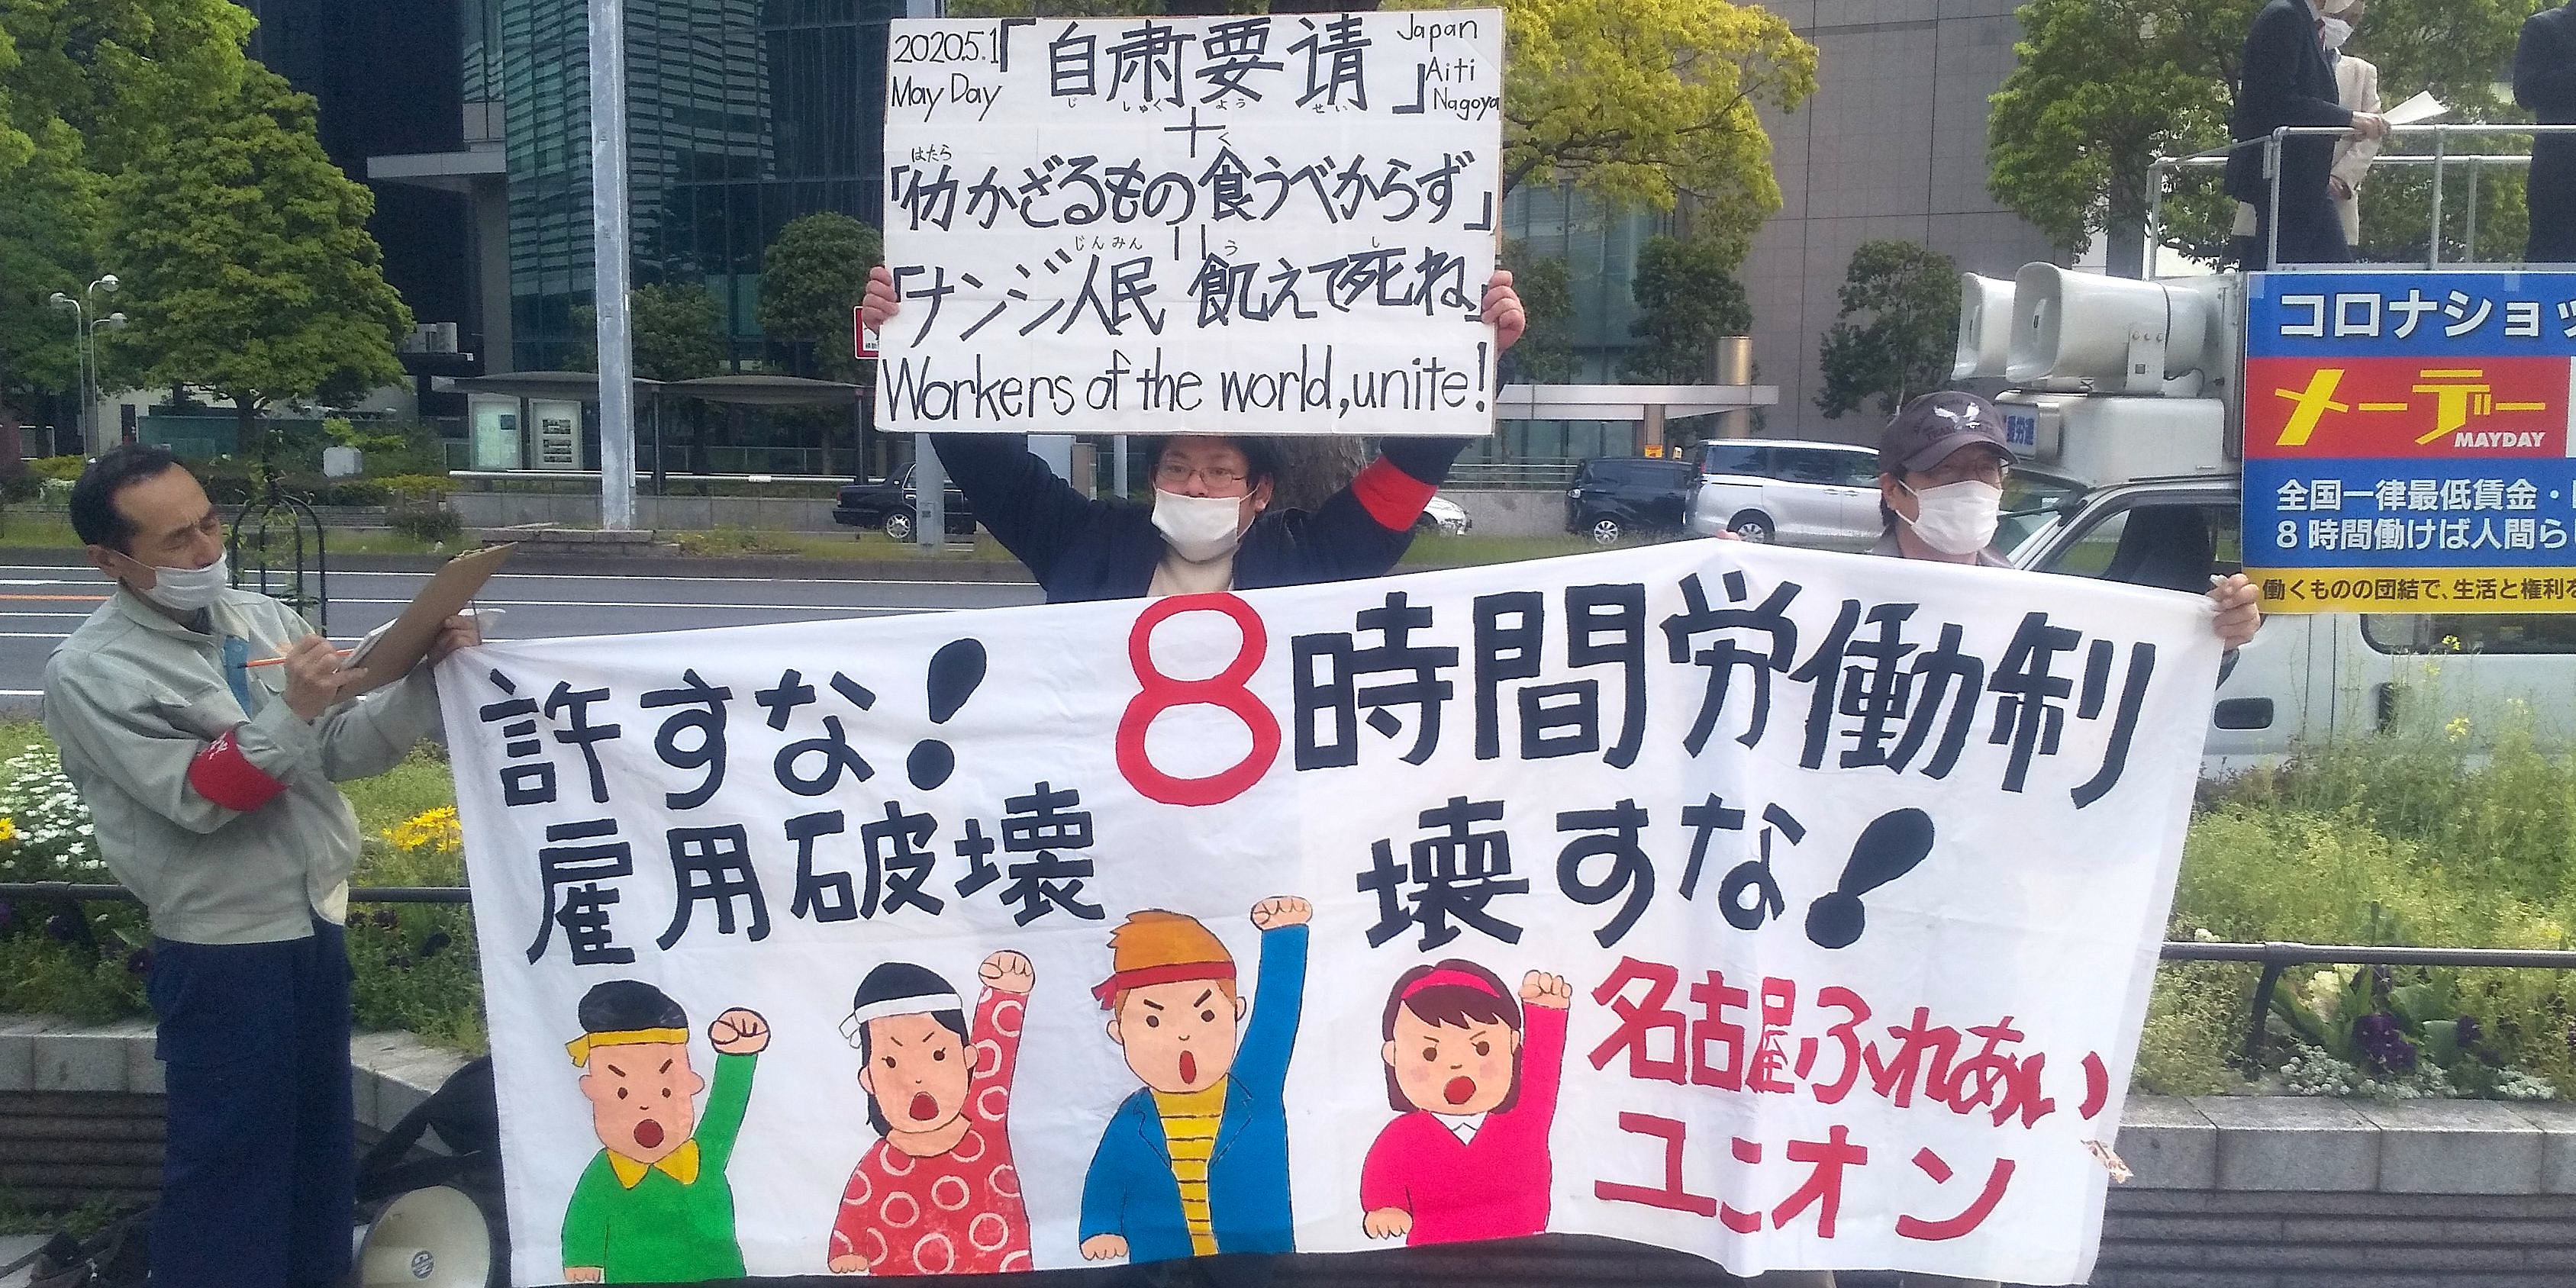 2020.5.1
May Day
「自粛要请」
じしゅくようせい
Japan
Aiti
Nagoya
＋
はたら く
「仂かざるもの食うべからず」
＝
じんみん う し
「ナンジ人民 飢えて死ね」
Workers of the world, unite!
許すな！
雇用破壊
8時間労働制
壊すな！
名古屋ふれあい
ユニオン
コロナショッ
メーデー
MAYDAY
全国一律最低賃金・
8時間働けば人間ら
働くものの団結で、生活と権利